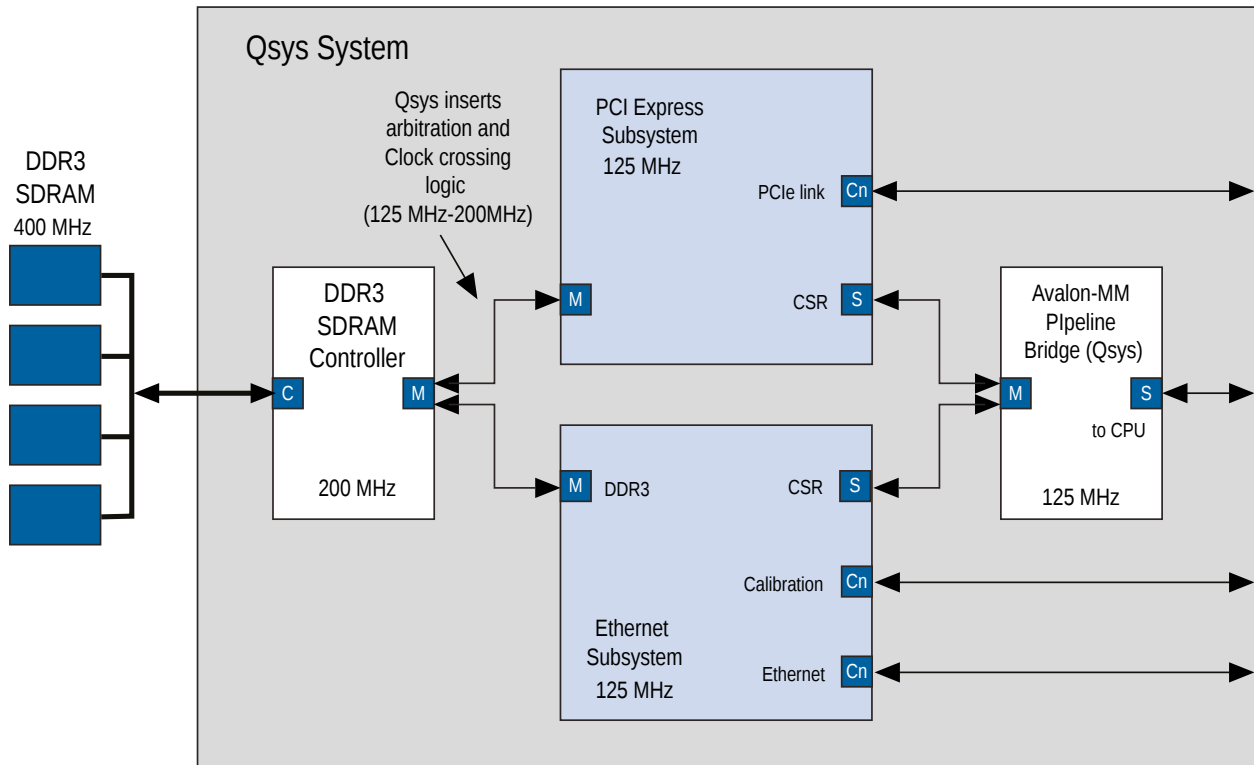 Qsys System
Qsys inserts
arbitration and
Clock crossing
logic
(125 MHz-200MHz)
DDR3
SDRAM
400 MHz
DDR3
SDRAM
Controller
C
M
200 MHz
PCI Express
Subsystem
125 MHz
PCIe link
Cn
M
CSR
S
M
DDR3
CSR
S
Calibration
Cn
Ethernet
Subsystem
125 MHz
Ethernet
Cn
Avalon-MM
PIpeline
Bridge (Qsys)
M
S
to CPU
125 MHz